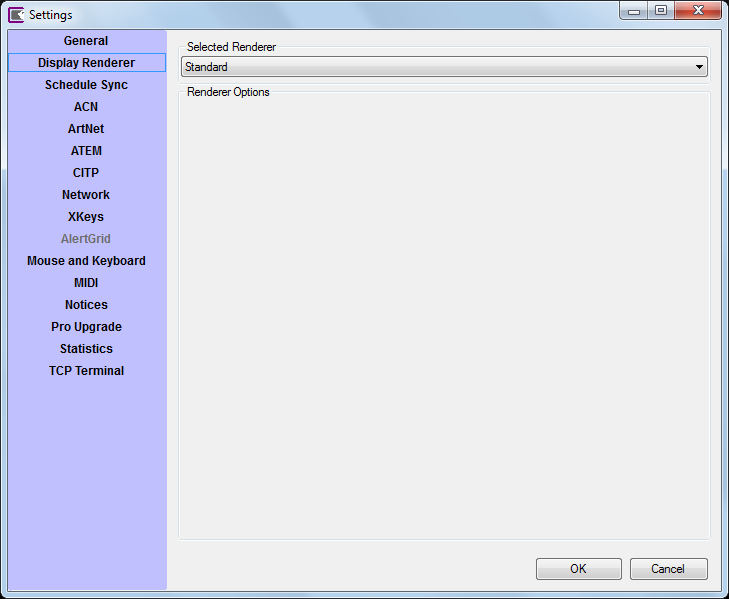 Settings
General
Display Renderer
Schedule Sync
ACN
ArtNet
ATEM
CITP
Network
XKeys
AlertGrid
Mouse and Keyboard
MIDI
Notices
Pro Upgrade
Statistics
TCP Terminal
Selected Renderer
Standard
Renderer Options
OK
Cancel